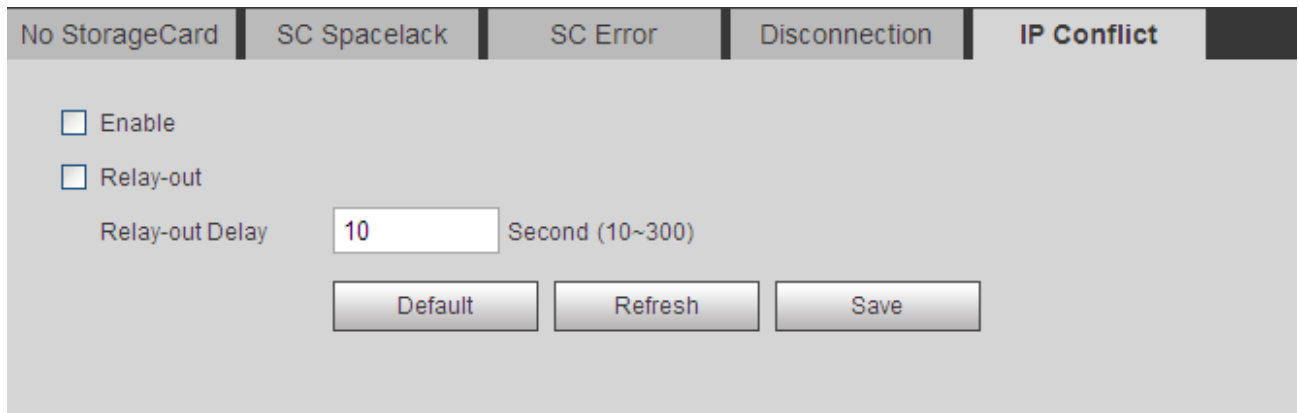 No StorageCard SC Spacelack SC Error Disconnection IP Conflict
Enable
Relay-out
Relay-out Delay 10 Second (10~300)
Default Refresh Save